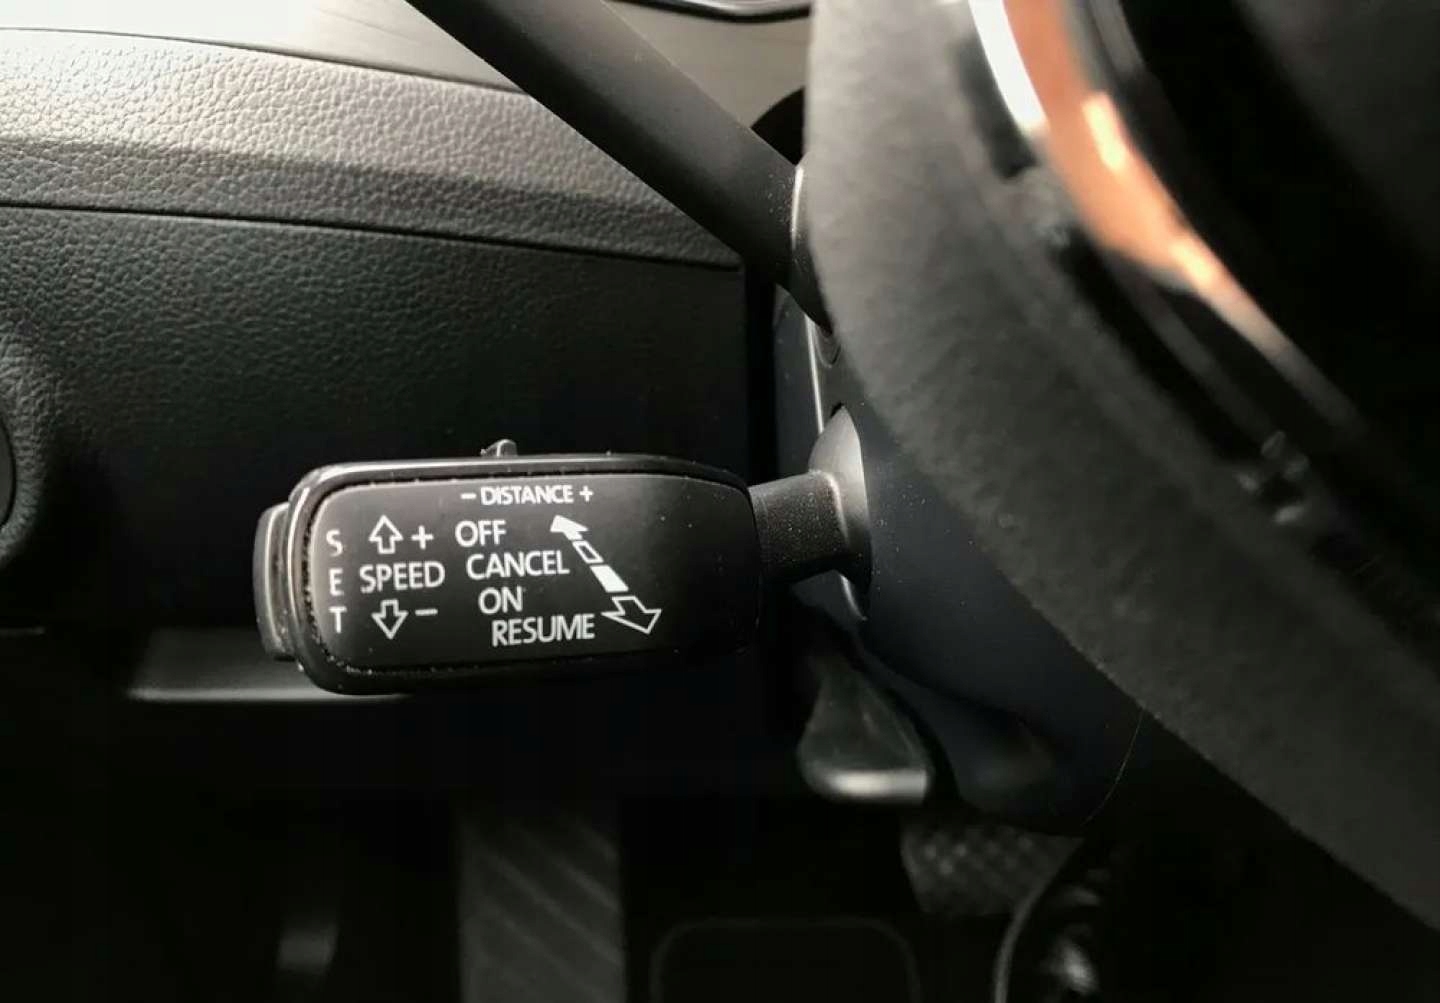 - DISTANCE +
SET
+
SPEED
-
OFF
CANCEL
ON
RESUME